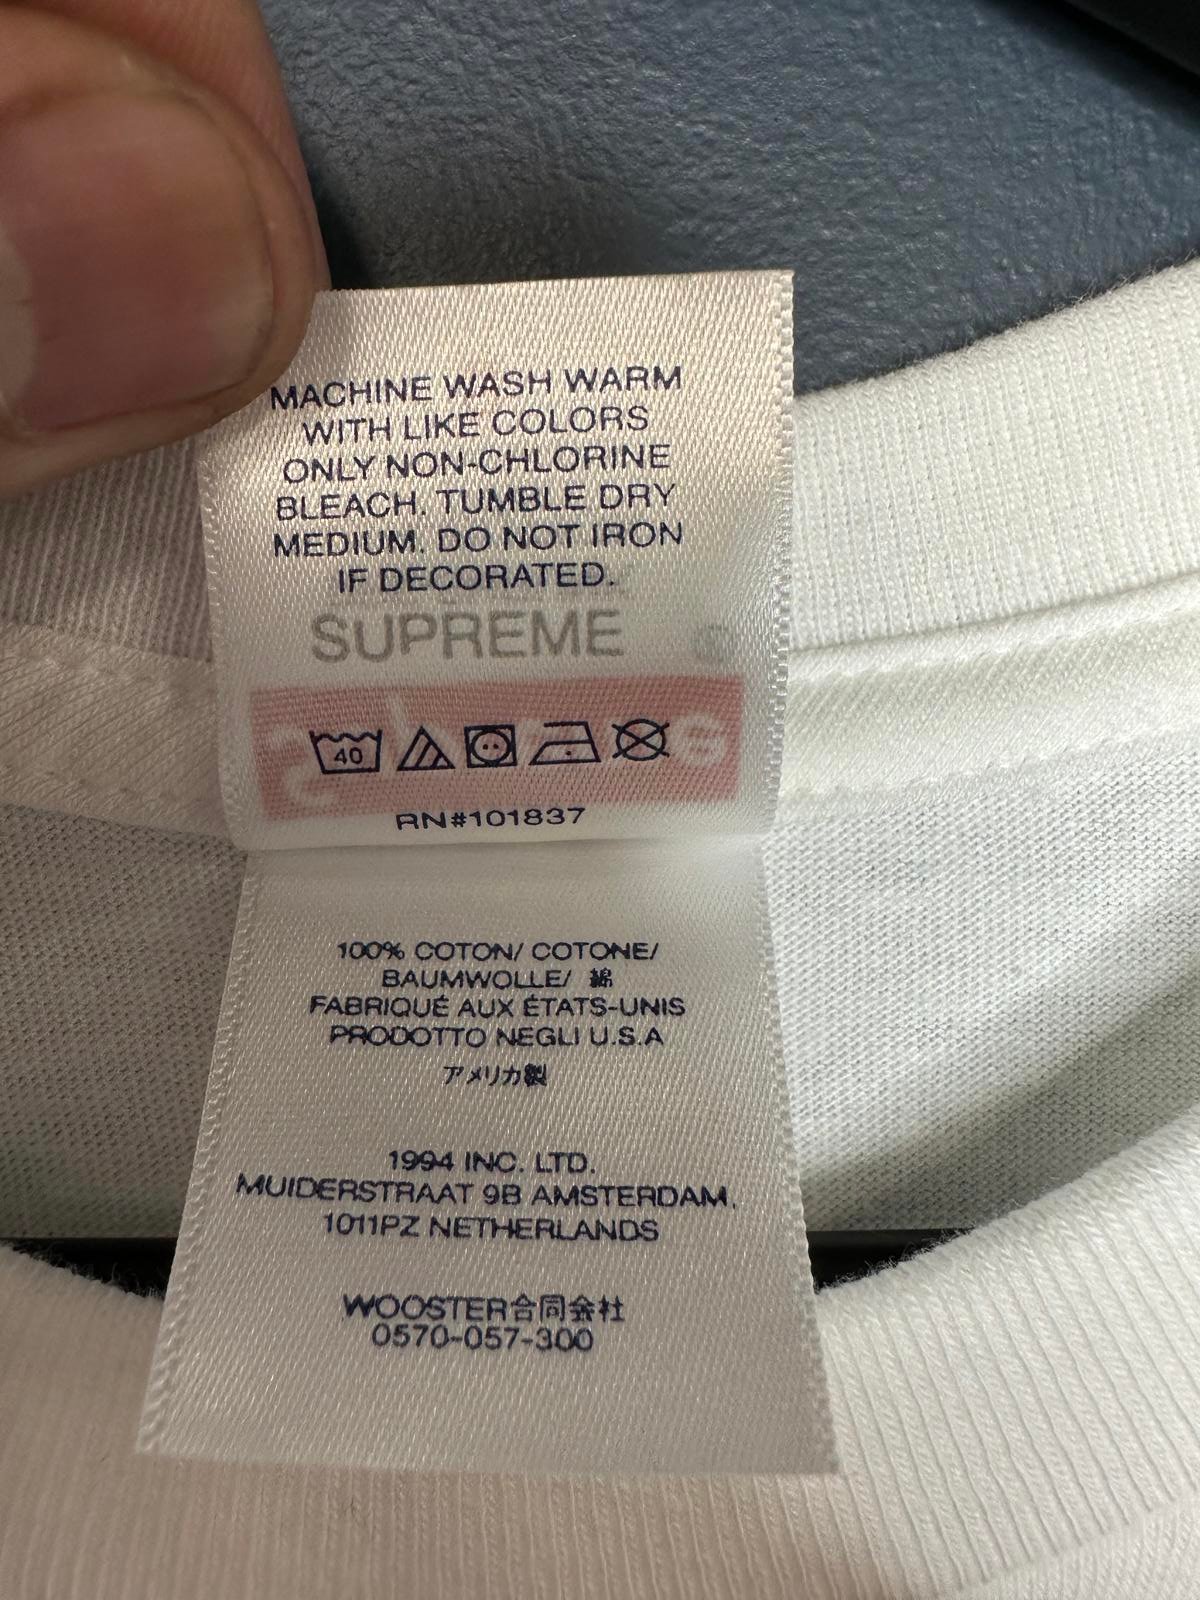 MACHINE WASH WARM
WITH LIKE COLORS
ONLY NON-CHLORINE
BLEACH. TUMBLE DRY
MEDIUM. DO NOT IRON
IF DECORATED.
SUPREME
40
RN#101837
100% COTON/ COTONE/
BAUMWOLLE/ 綿
FABRIQUÉ AUX ÉTATS-UNIS
PRODOTTO NEGLI U.S.A
アメリカ製
1994 INC. LTD.
MUIDERSTRAAT 9B AMSTERDAM,
1011PZ NETHERLANDS
WOOSTER合同会社
0570-057-300